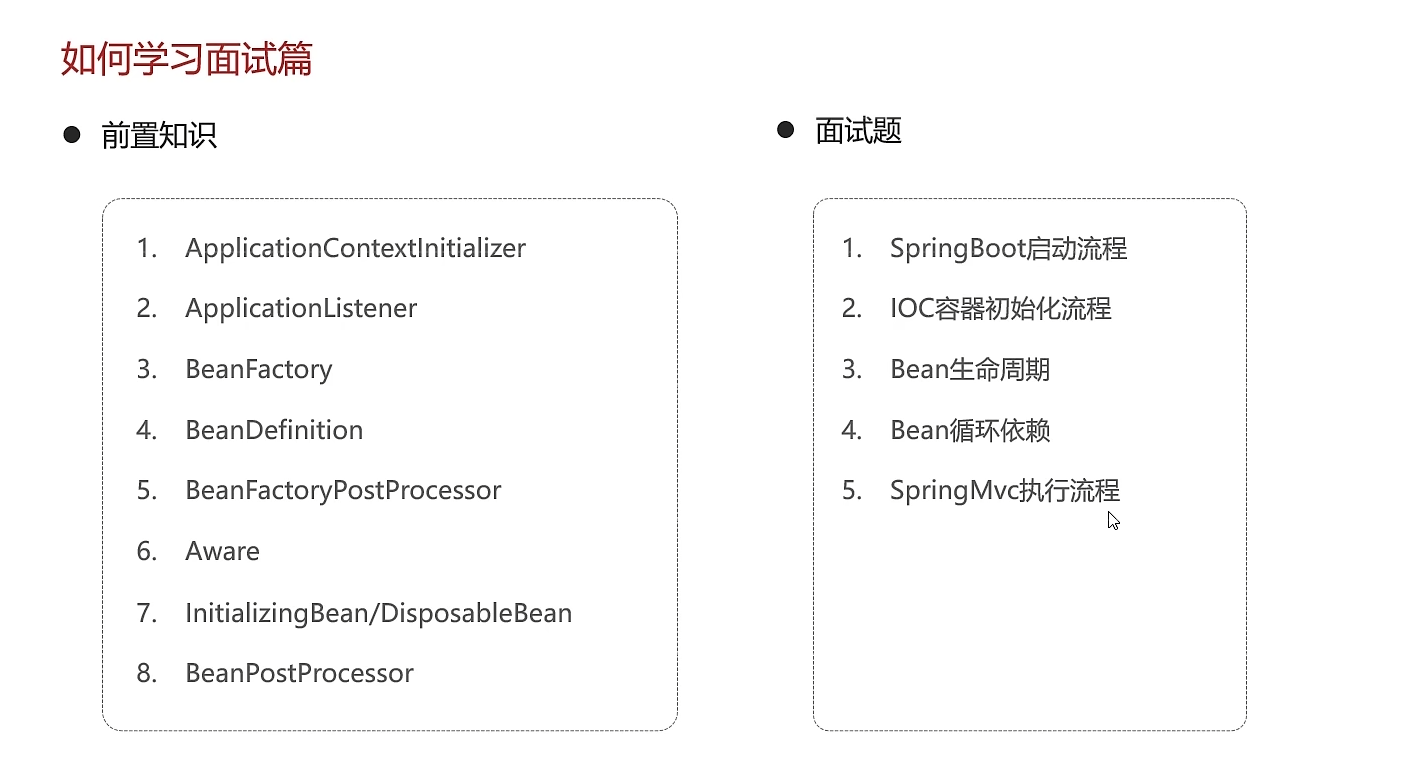 如何学习面试篇
● 前置知识
1. ApplicationContextInitializer
2. ApplicationListener
3. BeanFactory
4. BeanDefinition
5. BeanFactoryPostProcessor
6. Aware
7. InitializingBean/DisposableBean
8. BeanPostProcessor
● 面试题
1. SpringBoot启动流程
2. IOC容器初始化流程
3. Bean生命周期
4. Bean循环依赖
5. SpringMvc执行流程